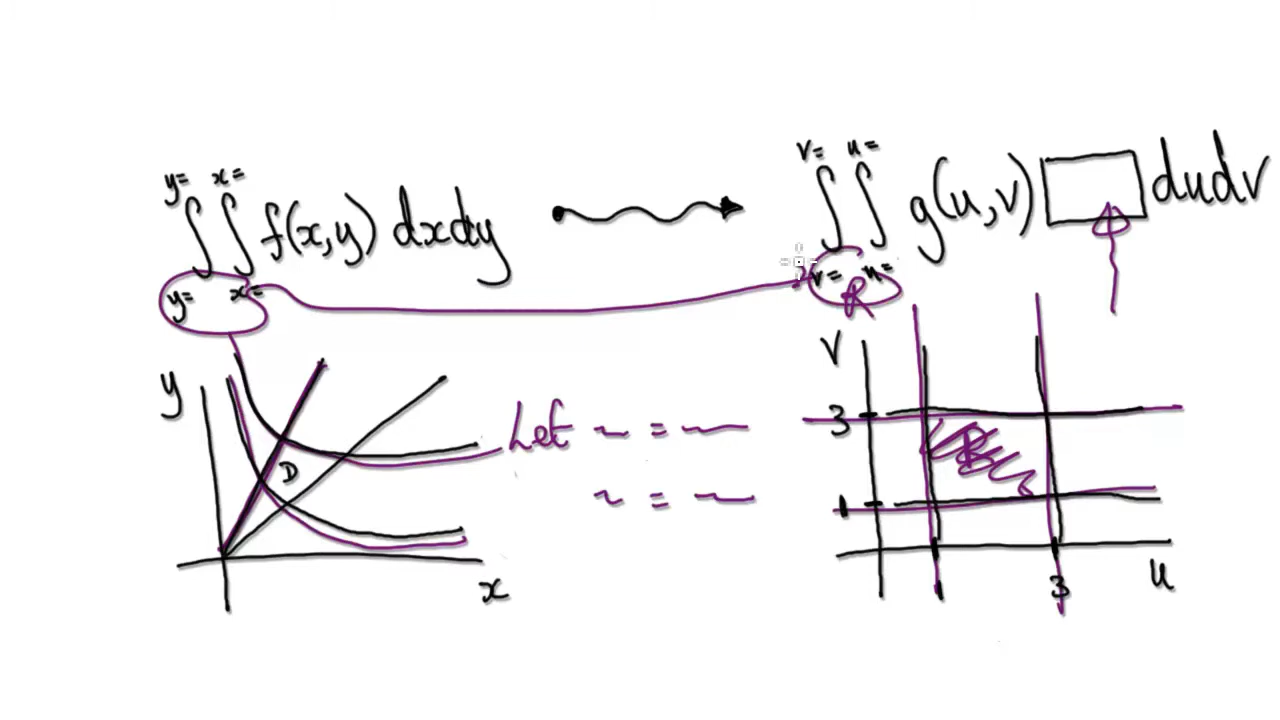 y= x= v= u=
∫∫ f(x,y) dxdy ∫∫ g(u,v) dudv
y= x= v= u=
R
y v
Let ~ = ~ 3
D R
~ = ~ 1
x 1 3 u